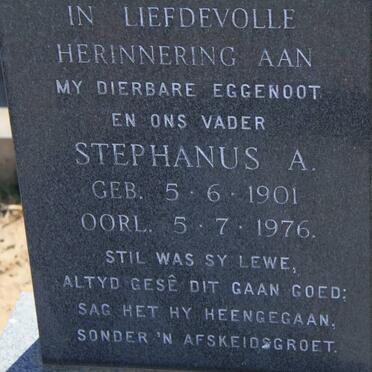 IN LIEFDEVOLLE
HERINNERING AAN
MY DIERBARE EGGENOOT
EN ONS VADER
STEPHANUS A.
GEB. 5·6·1901
OORL. 5·7·1976.
STIL WAS SY LEWE,
ALTYD GESÊ DIT GAAN GOED;
SAG HET HY HEENGEGAAN,
SONDER 'N AFSKEIDSGROET.